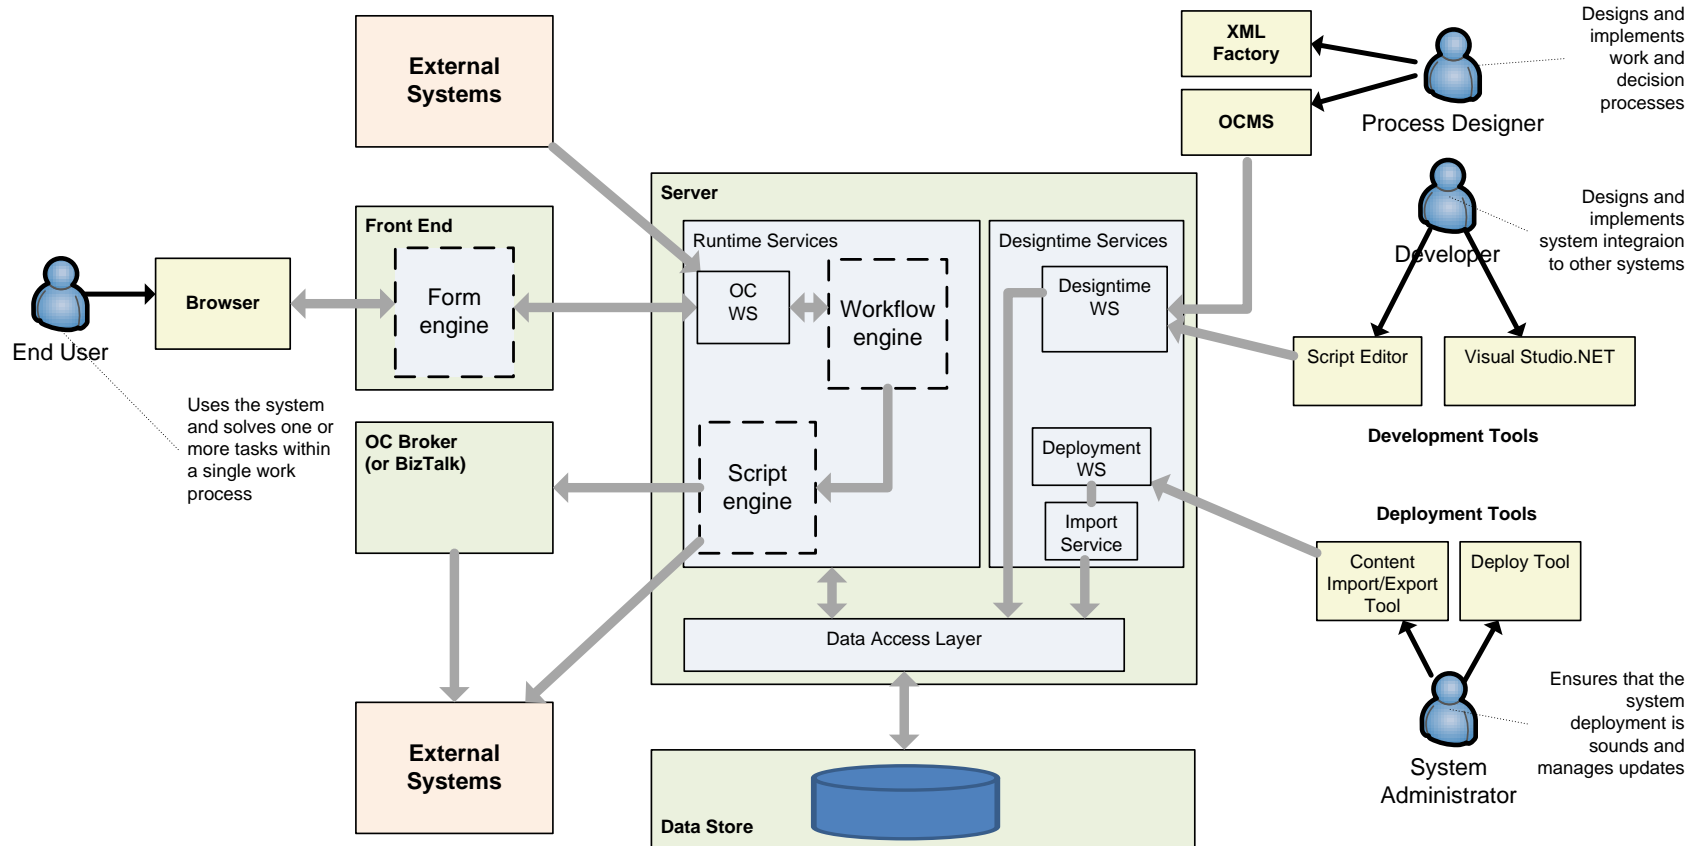 External
Systems
XML
Factory
OCMS
Process Designer
Designs and
implements
work and
decision
processes
Server
Front End
Form
engine
Browser
End User
Uses the system
and solves one or
more tasks within
a single work
process
Runtime Services
OC
WS
Workflow
engine
Script
engine
Designtime Services
Designtime
WS
Deployment
WS
Import
Service
Developer
Designs and
implements
system integraion
to other systems
Script Editor
Visual Studio.NET
Development Tools
OC Broker
(or BizTalk)
Deployment Tools
Content
Import/Export
Tool
Deploy Tool
Data Access Layer
System
Administrator
Ensures that the
system
deployment is
sounds and
manages updates
External
Systems
Data Store